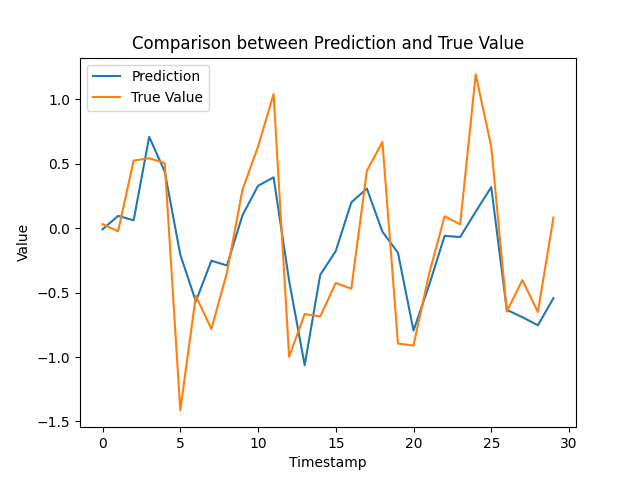 Comparison between Prediction and True Value
Prediction
True Value
1.0
0.5
0.0
−0.5
−1.0
−1.5
Value
0 5 10 15 20 25 30
Timestamp